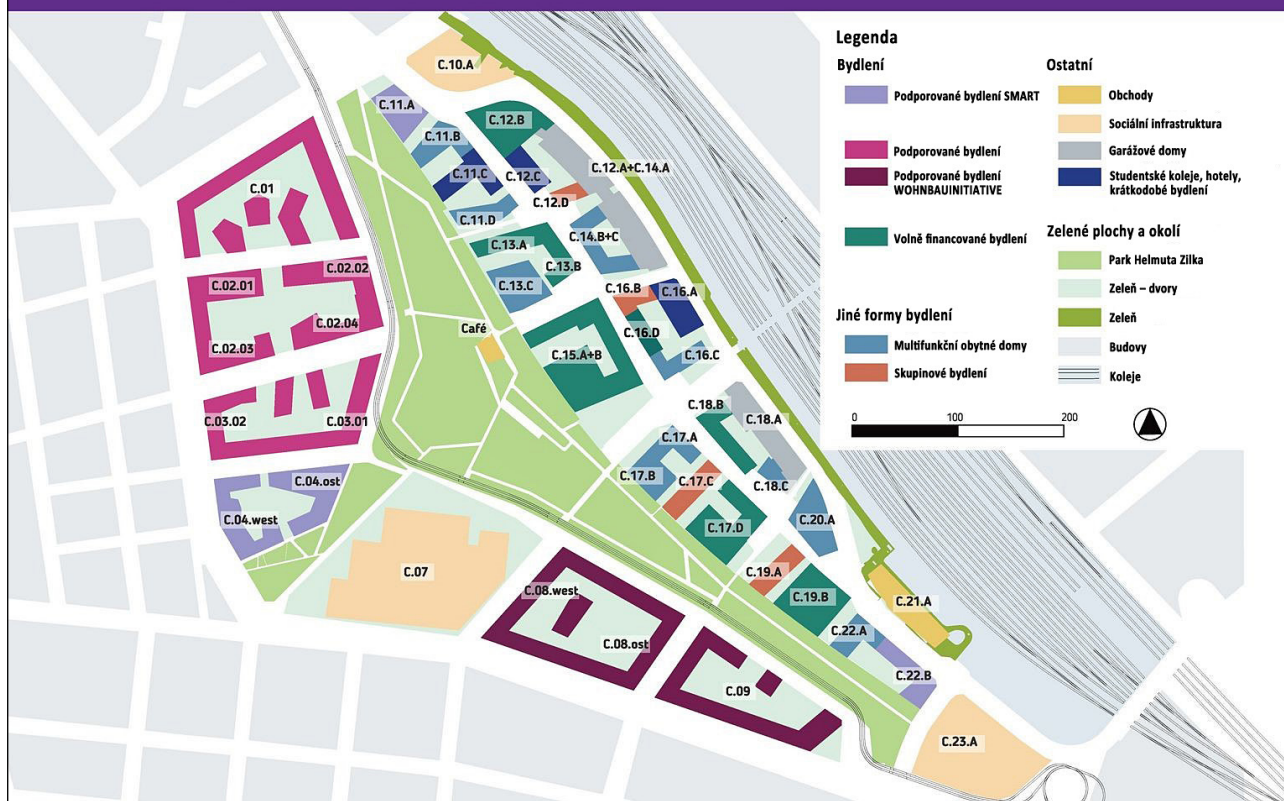 Legenda
Bydlení
Podporované bydlení SMART
Podporované bydlení
Podporované bydlení
WOHNBAUINITIATIVE
Volně financované bydlení
Jiné formy bydlení
Multifunkční obytné domy
Skupinové bydlení
Ostatní
Obchody
Sociální infrastruktura
Garážové domy
Studentské koleje, hotely,
krátkodobé bydlení
Zelené plochy a okolí
Park Helmuta Zilka
Zeleň – dvory
Zeleň
Budovy
Koleje
0 100 200
C.10.A
C.11.A
C.12.B
C.11.B
C.11.C
C.12.C
C.12.A+C.14.A
C.12.D
C.01
C.11.D
C.14.B+C
C.13.A
C.13.B
C.02.02
C.02.01
C.13.C
C.16.B
C.16.A
C.02.04
Café
C.16.D
C.02.03
C.15.A+B
C.16.C
C.18.B
C.03.02
C.03.01
C.18.A
C.17.A
C.17.B
C.17.C
C.18.C
C.04.ost
C.04.west
C.17.D
C.20.A
C.07
C.19.A
C.08.west
C.19.B
C.21.A
C.22.A
C.08.ost
C.22.B
C.09
C.23.A